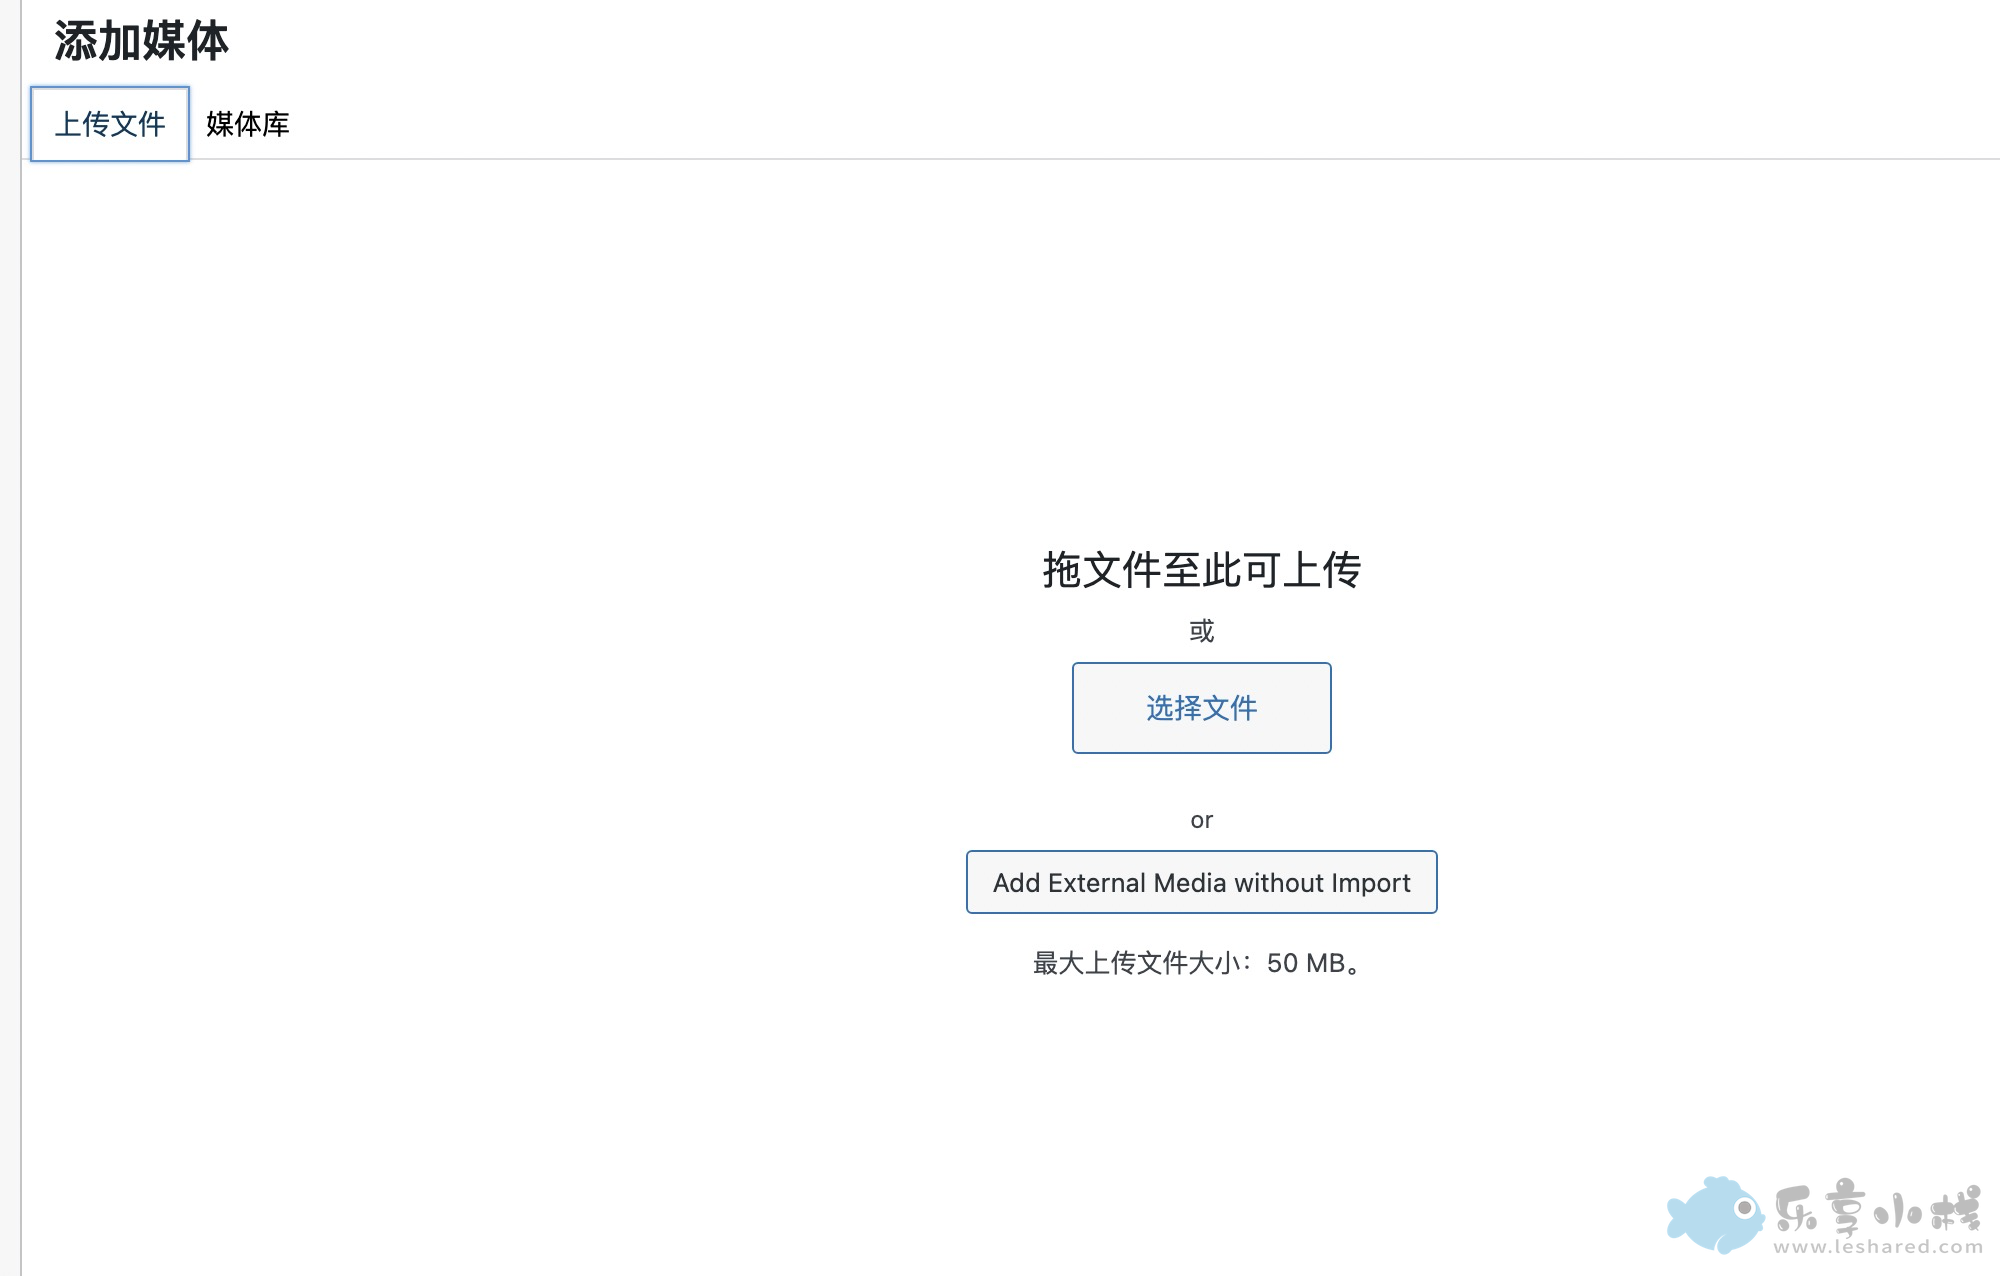 添加媒体
上传文件 媒体库
拖文件至此可上传
或
选择文件
or
Add External Media without Import
最大上传文件大小：50 MB。
乐享小栈
www.leshared.com